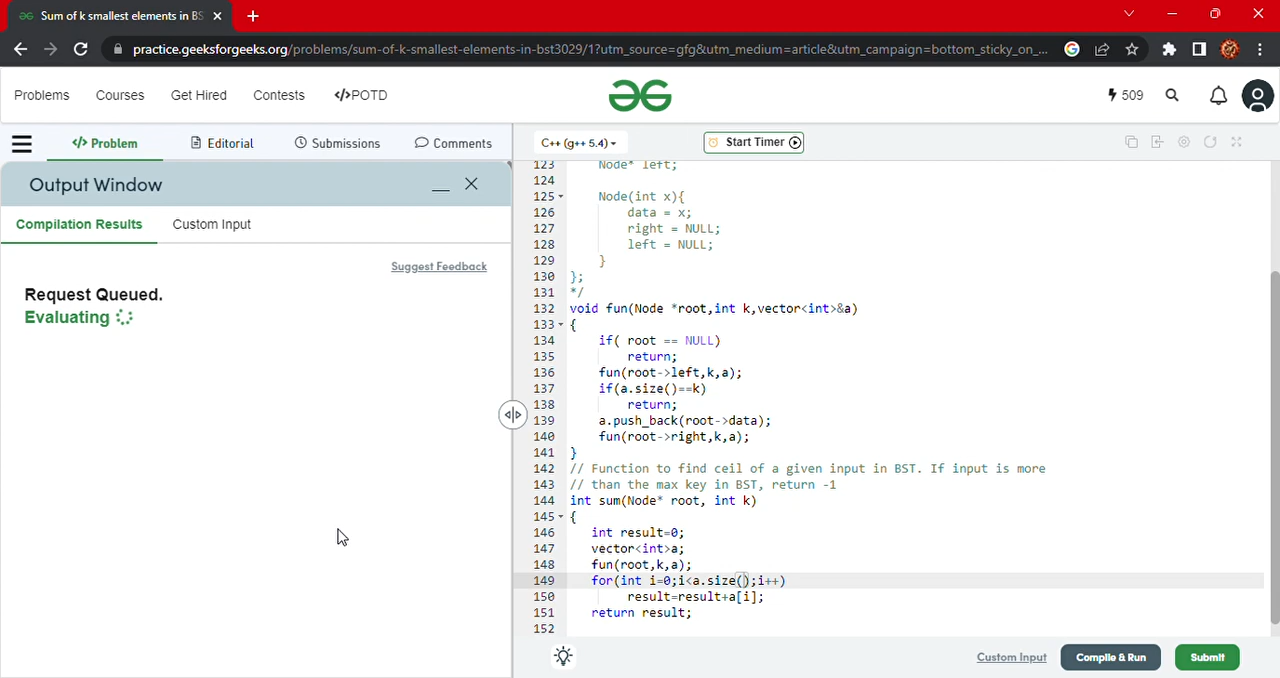 Sum of k smallest elements in BS
practice.geeksforgeeks.org/problems/sum-of-k-smallest-elements-in-bst3029/1?utm_source=gfg&utm_medium=article&utm_campaign=bottom_sticky_on_...
Problems Courses Get Hired Contests </>POTD 509
</> Problem Editorial Submissions Comments C++ (g++ 5.4) Start Timer
Output Window
Compilation Results Custom Input
Suggest Feedback
Request Queued.
Evaluating
123 Node* left;
124
125 Node(int x){
126 data = x;
127 right = NULL;
128 left = NULL;
129 }
130 };
131 */
132 void fun(Node *root,int k,vector<int>&a)
133 {
134 if( root == NULL)
135 return;
136 fun(root->left,k,a);
137 if(a.size()==k)
138 return;
139 a.push_back(root->data);
140 fun(root->right,k,a);
141 }
142 // Function to find ceil of a given input in BST. If input is more
143 // than the max key in BST, return -1
144 int sum(Node* root, int k)
145 {
146 int result=0;
147 vector<int>a;
148 fun(root,k,a);
149 for(int i=0;i<a.size();i++)
150 result=result+a[i];
151 return result;
152
Custom Input Compile & Run Submit